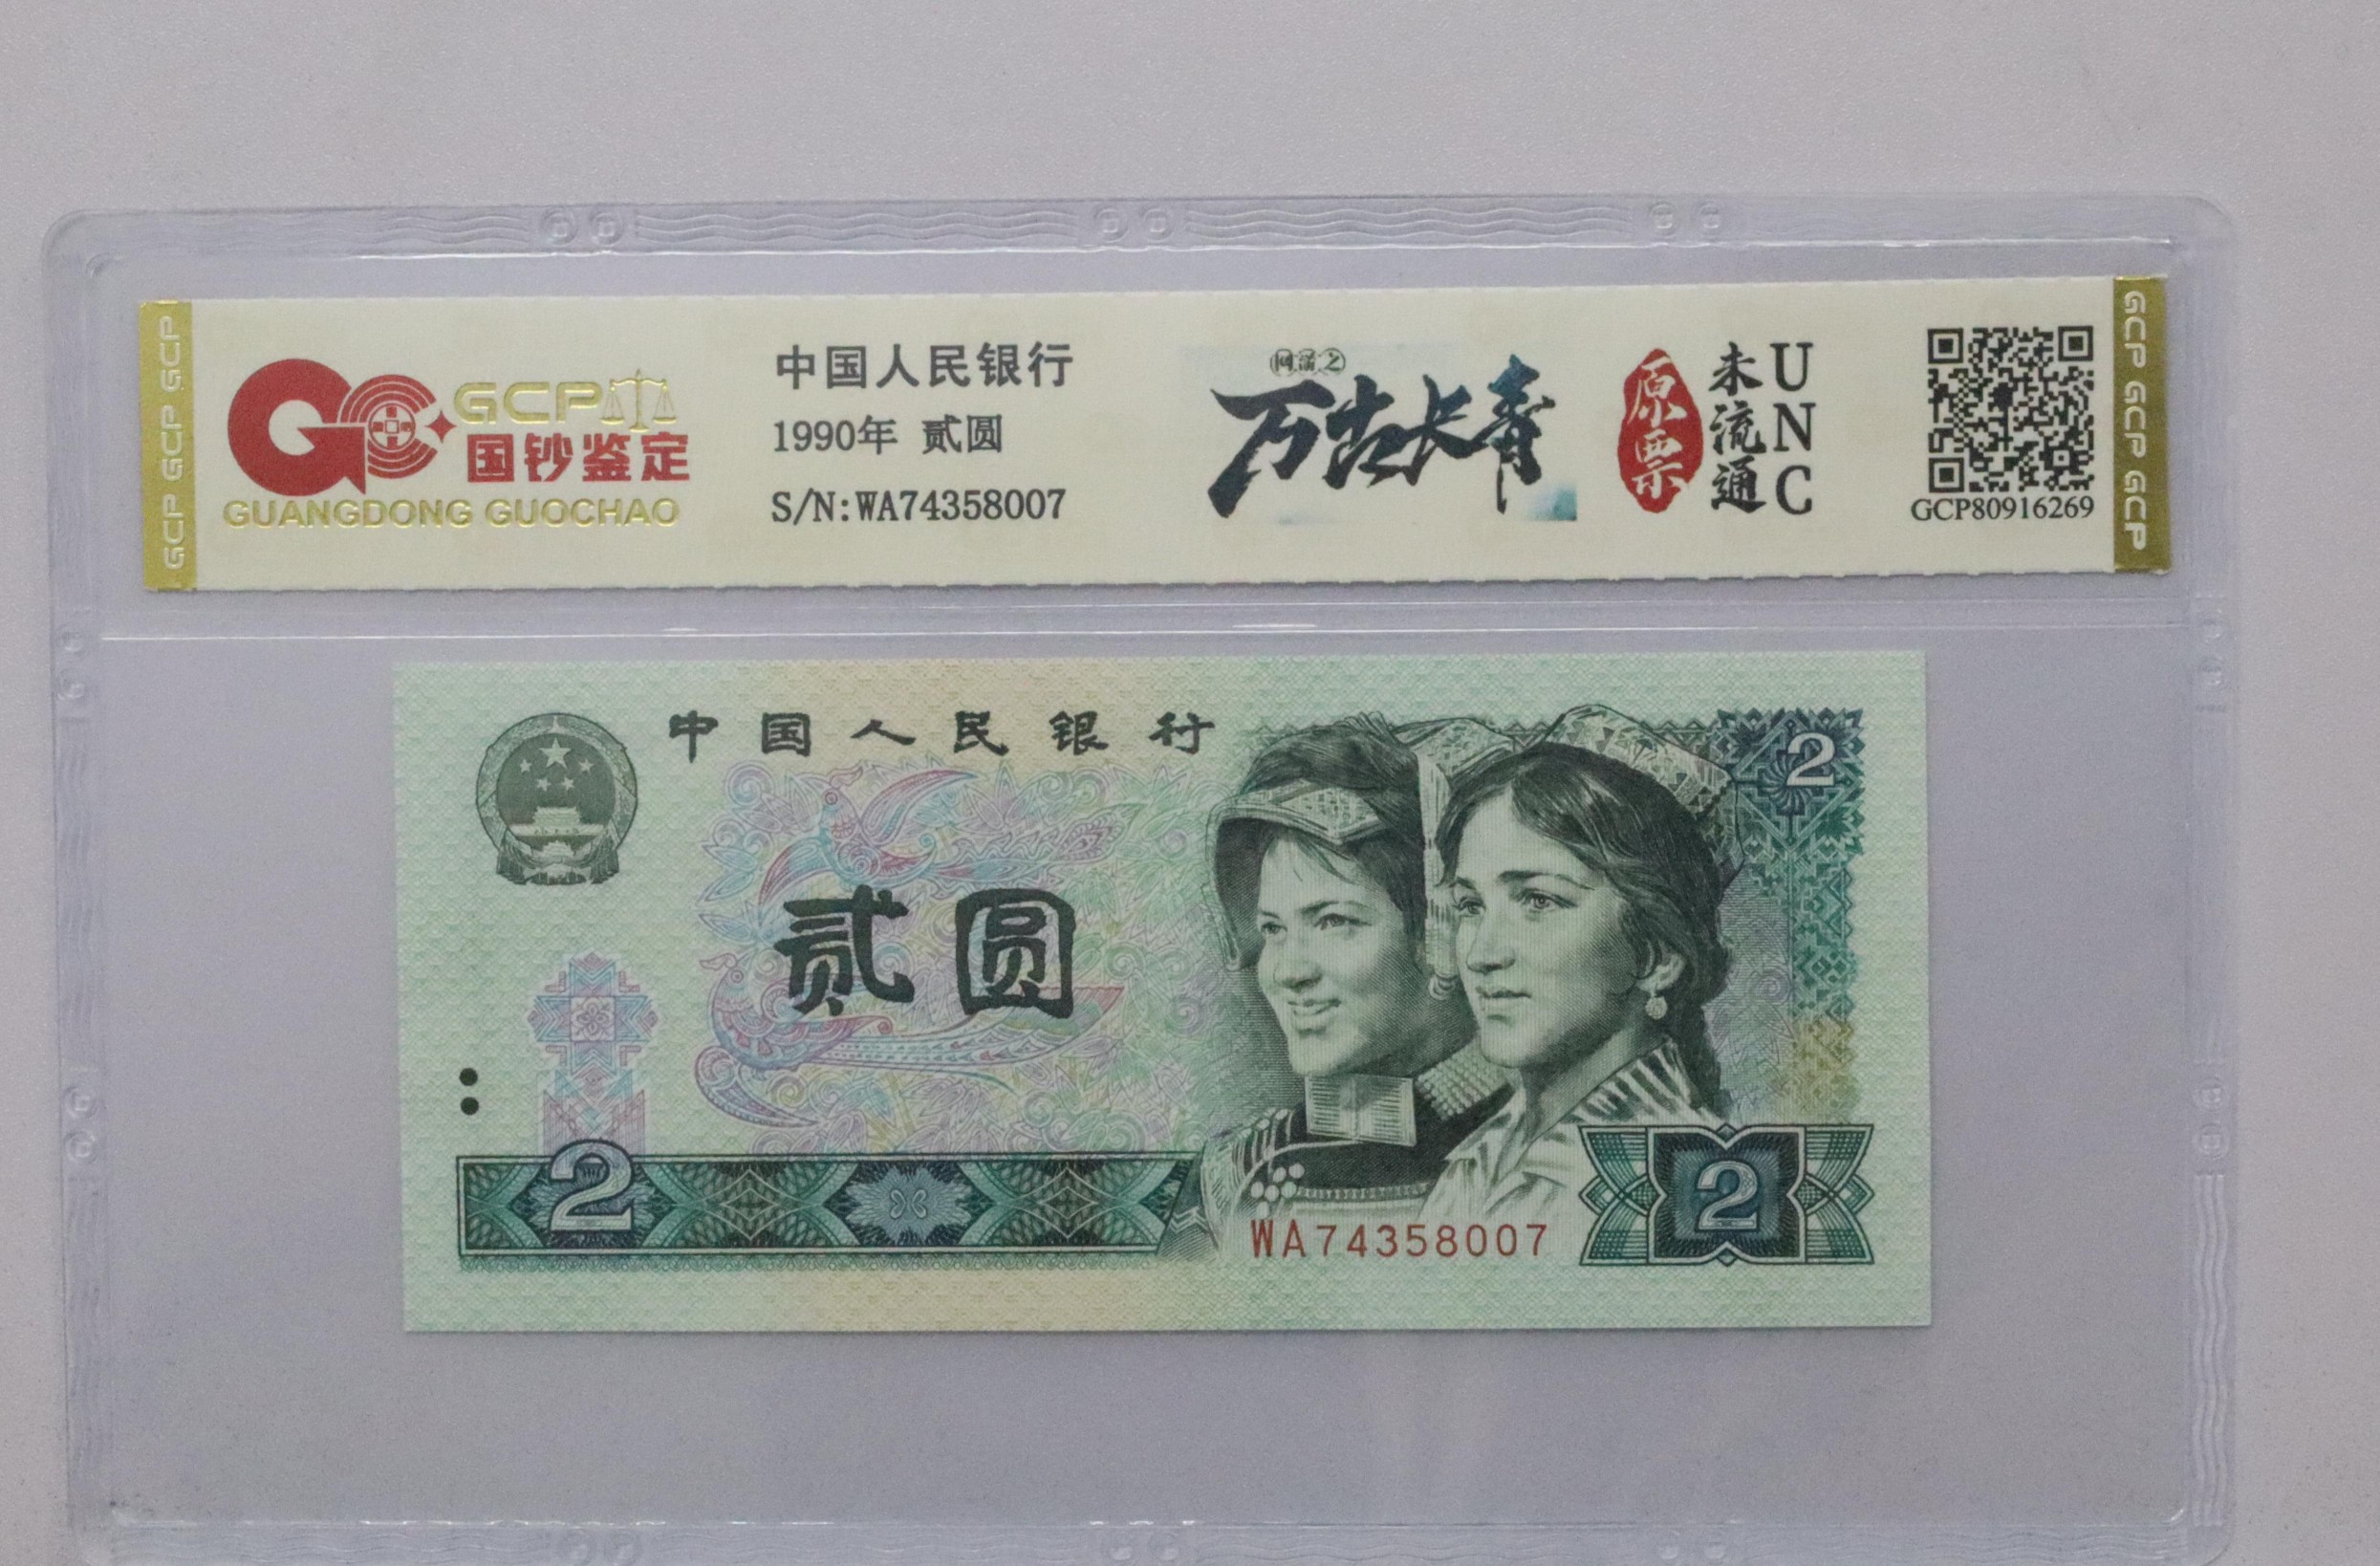 GCP GCP GCP
GCP
国钞鉴定
GUANGDONG GUOCHAO
中国人民银行
1990年 贰圆
S/N:WA74358007
万古长青
原票
未流通
UNC
GCP80916269
GCP GCP GCP
中国人民银行
2
贰圆
2
WA74358007
2